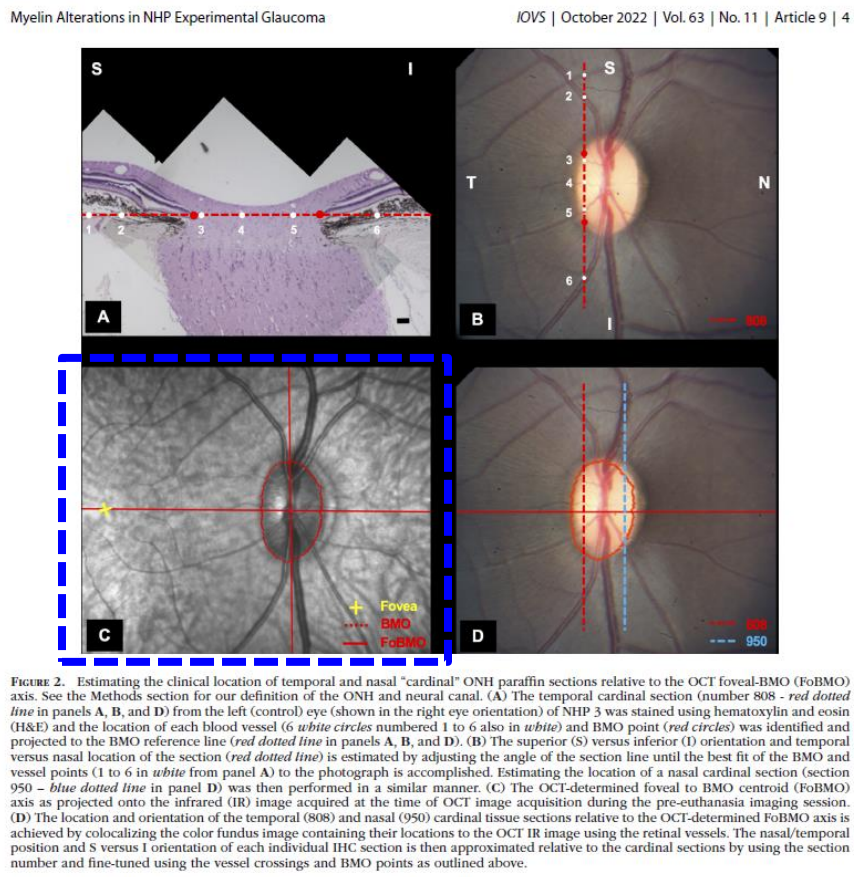 Myelin Alterations in NHP Experimental Glaucoma
IOVS | October 2022 | Vol. 63 | No. 11 | Article 9 | 4
S
I
1
2
3
4
5
6
A
S
1
2
3
4
5
6
T
N
I
B
808
Fovea
BMO
FoBMO
C
D
808
950
FIGURE 2. Estimating the clinical location of temporal and nasal “cardinal” ONH paraffin sections relative to the OCT foveal-BMO (FoBMO)
axis. See the Methods section for our definition of the ONH and neural canal. (A) The temporal cardinal section (number 808 - red dotted
line in panels A, B, and D) from the left (control) eye (shown in the right eye orientation) of NHP 3 was stained using hematoxylin and eosin
(H&E) and the location of each blood vessel (6 white circles numbered 1 to 6 also in white) and BMO point (red circles) was identified and
projected to the BMO reference line (red dotted line in panels A, B, and D). (B) The superior (S) versus inferior (I) orientation and temporal
versus nasal location of the section (red dotted line) is estimated by adjusting the angle of the section line until the best fit of the BMO and
vessel points (1 to 6 in white from panel A) to the photograph is accomplished. Estimating the location of a nasal cardinal section (section
950 – blue dotted line in panel D) was then performed in a similar manner. (C) The OCT-determined foveal to BMO centroid (FoBMO)
axis as projected onto the infrared (IR) image acquired at the time of OCT image acquisition during the pre-euthanasia imaging session.
(D) The location and orientation of the temporal (808) and nasal (950) cardinal tissue sections relative to the OCT-determined FoBMO axis is
achieved by colocalizing the color fundus image containing their locations to the OCT IR image using the retinal vessels. The nasal/temporal
position and S versus I orientation of each individual IHC section is then approximated relative to the cardinal sections by using the section
number and fine-tuned using the vessel crossings and BMO points as outlined above.